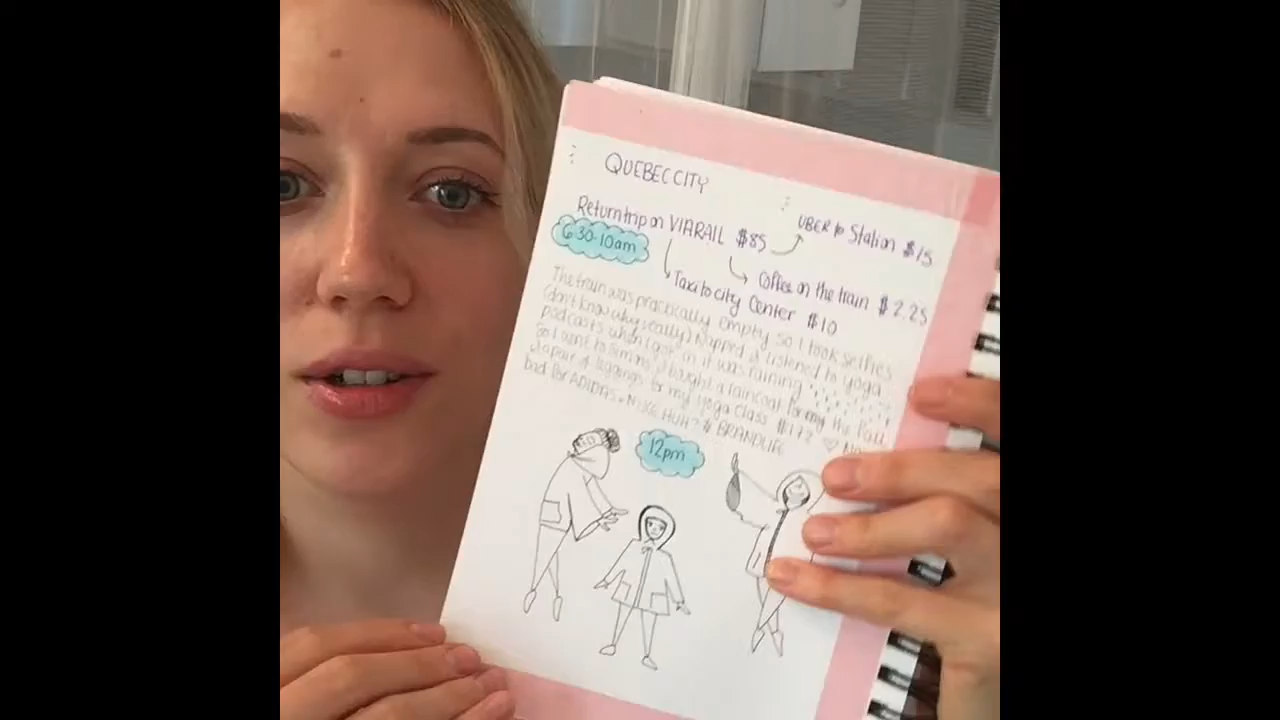 QUEBEC CITY
Return trip on VIARAIL $85
UBER to Station $15
6:30-10am
Coffee on the train $2.25
Taxi to city Center $10
The train was practically empty so I took selfies
(don't know why really) Napped & listened to yoga
podcasts when I got in it was raining
So I went to Simons & bought a raincoat for my the Fall
& a pair of leggings for my yoga class $172 ♡ No
bad for ADIDAS + NIKE HUH? & BRANDLIFE
12pm